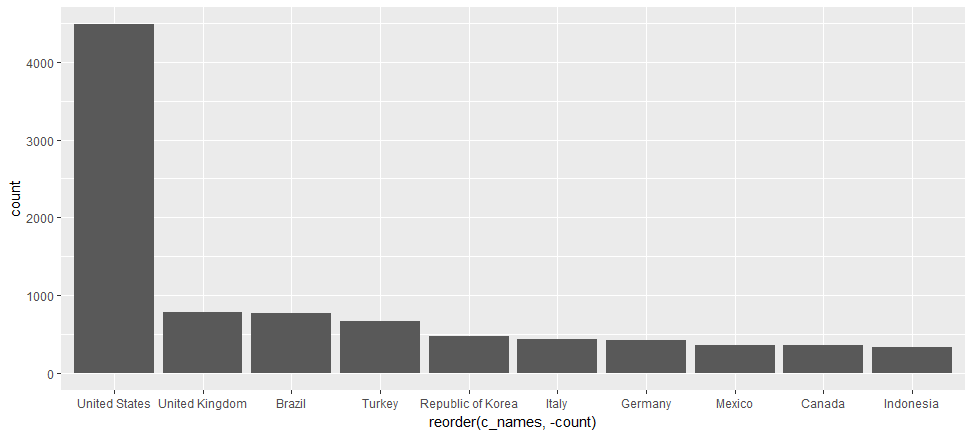 4000
3000
2000
1000
0
count
United States United Kingdom Brazil Turkey Republic of Korea Italy Germany Mexico Canada Indonesia
reorder(c_names, -count)